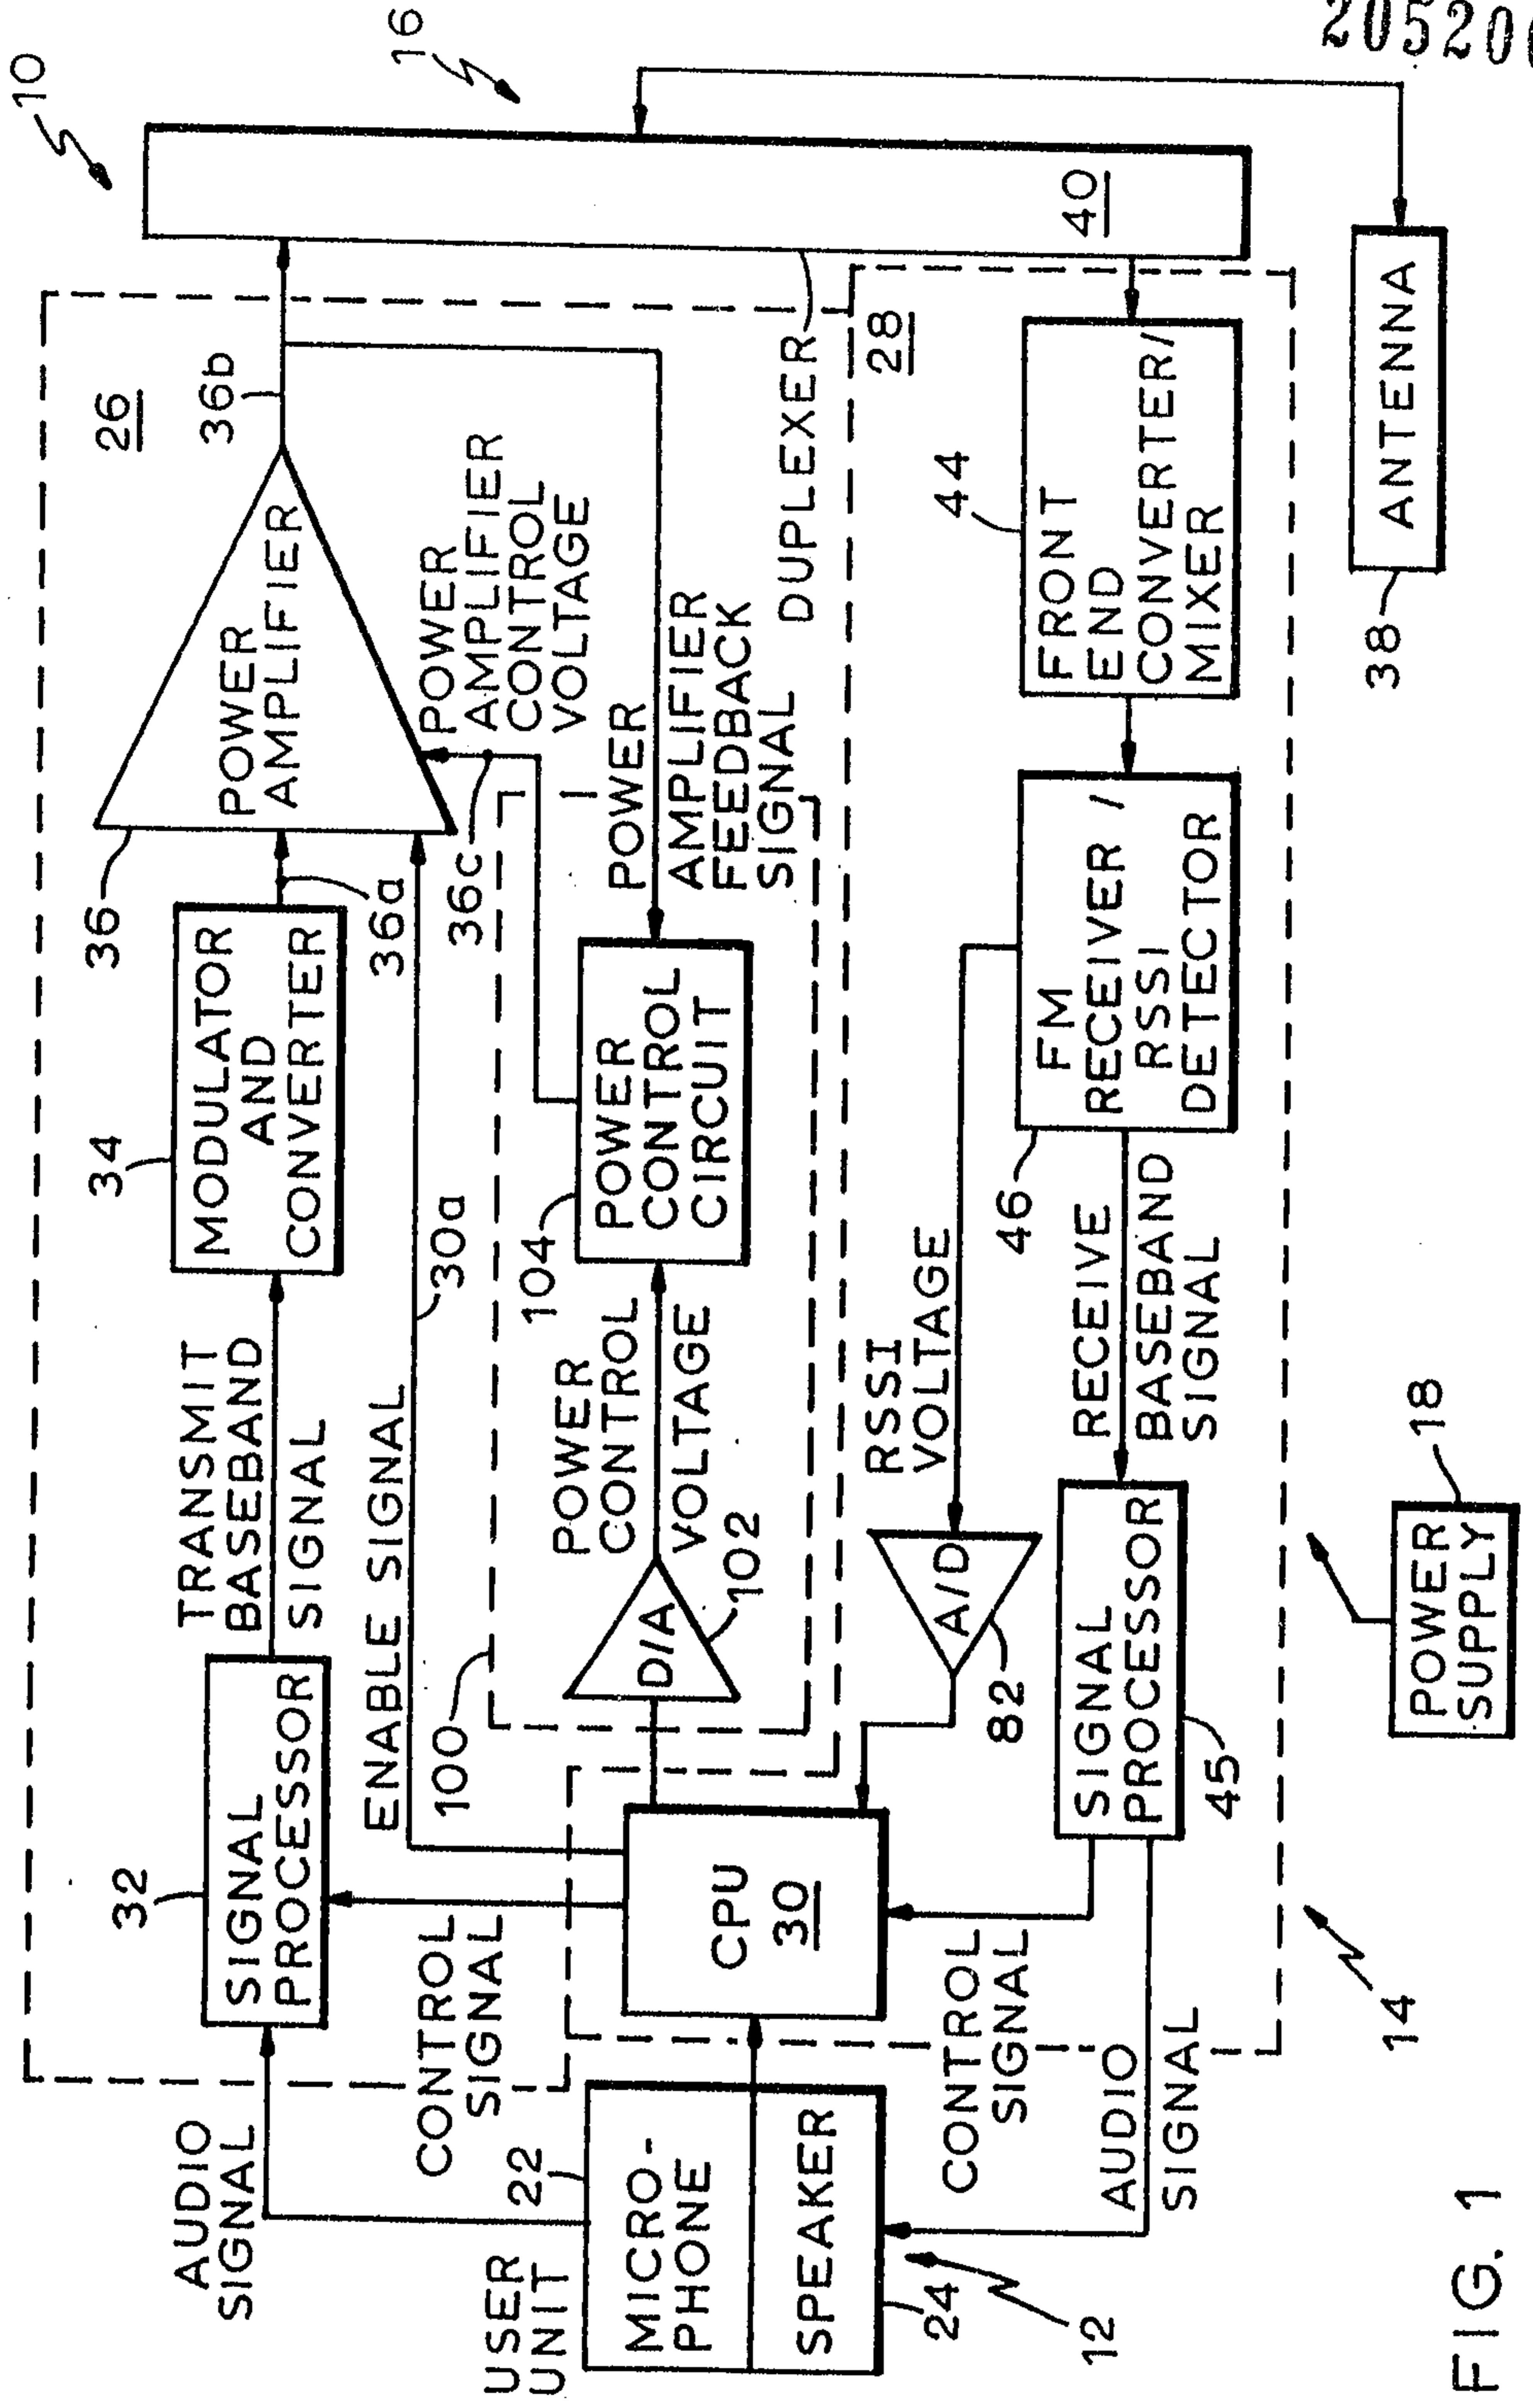 10
16
26
36b
36
POWER
AMPLIFIER
36a
34
MODULATOR
AND
CONVERTER
TRANSMIT
BASEBAND
SIGNAL
32
SIGNAL
PROCESSOR
AUDIO
SIGNAL
ENABLE SIGNAL
30a
36c
POWER
AMPLIFIER
CONTROL
VOLTAGE
POWER
AMPLIFIER
FEEDBACK
SIGNAL
104
POWER
CONTROL
CIRCUIT
POWER
CONTROL
VOLTAGE
D/A
102
100
CONTROL
SIGNAL
CPU
30
USER
UNIT
22
MICRO-
PHONE
SPEAKER
24
12
DUPLEXER
40
28
44
FRONT
END
CONVERTER/
MIXER
FM
RECEIVER /
RSSI
DETECTOR
46
RSSI
VOLTAGE
A/D
82
RECEIVE
BASEBAND
SIGNAL
SIGNAL
PROCESSOR
45
CONTROL
SIGNAL
AUDIO
SIGNAL
14
ANTENNA
38
POWER
SUPPLY
18
FIG. 1